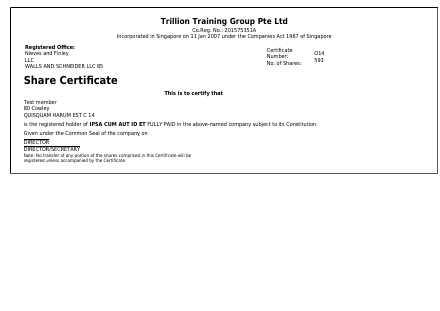 Trillion Training Group Pte Ltd
Co.Reg. No.: 201575351A
Incorporated in Singapore on 11 Jan 2007 under the Companies Act 1967 of Singapore
Registered Office:
Nieves and Finley
LLC
WALLS AND SCHNEIDER LLC 85
Certificate Number: O14
No. of Shares: 593
Share Certificate
This is to certify that
Test member
80 Cowley
QUISQUAM HARUM EST C 14
is the registered holder of IPSA CUM AUT ID ET FULLY PAID in the above-named company subject to its Constitution.
Given under the Common Seal of the company on
DIRECTOR
DIRECTOR/SECRETARY
Note: No transfer of any portion of the shares comprised in this Certificate will be
registered unless accompanied by the Certificate.